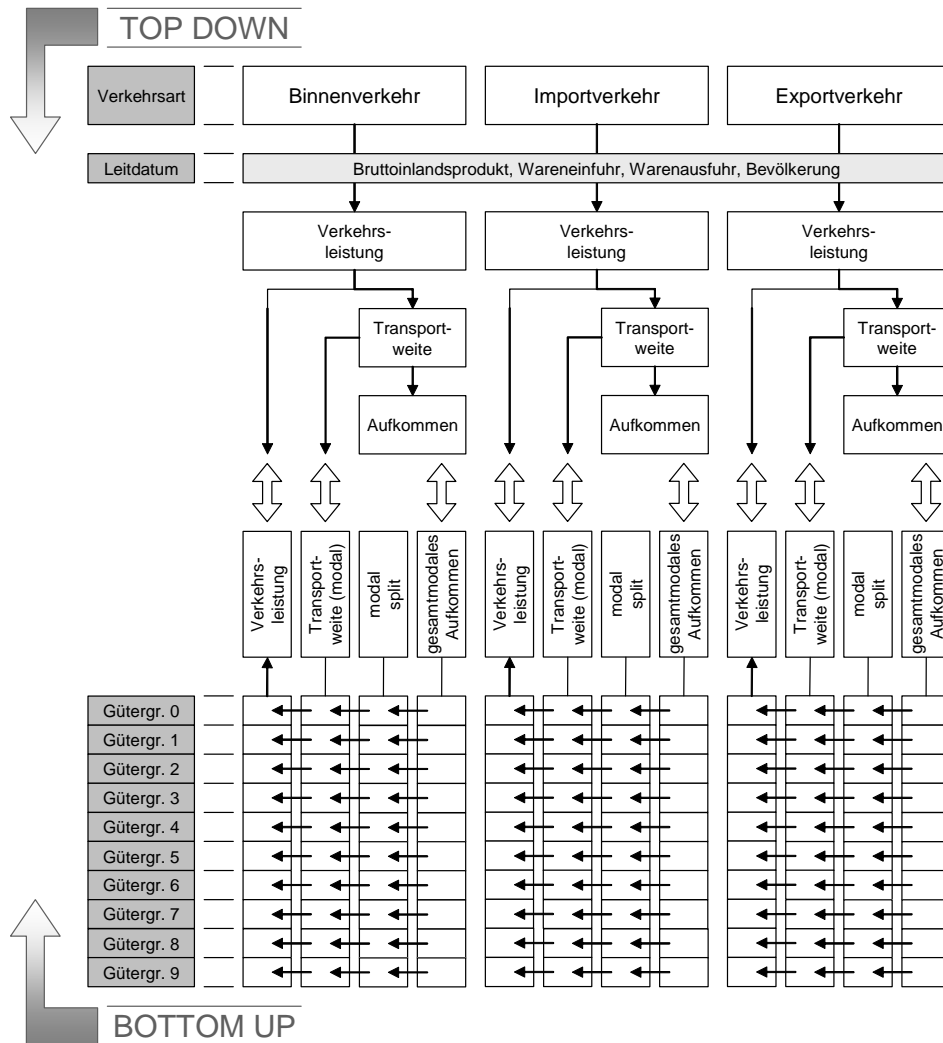 TOP DOWN
Verkehrsart
Binnenverkehr
Importverkehr
Exportverkehr
Leitdatum
Bruttoinlandsprodukt, Wareneinfuhr, Warenausfuhr, Bevölkerung
Verkehrs-
leistung
Verkehrs-
leistung
Verkehrs-
leistung
Transport-
weite
Transport-
weite
Transport-
weite
Aufkommen
Aufkommen
Aufkommen
Verkehrs-
leistung
Transport-
weite (modal)
modal
split
gesamtmodales
Aufkommen
Verkehrs-
leistung
Transport-
weite (modal)
modal
split
gesamtmodales
Aufkommen
Verkehrs-
leistung
Transport-
weite (modal)
modal
split
gesamtmodales
Aufkommen
Gütergr. 0
Gütergr. 1
Gütergr. 2
Gütergr. 3
Gütergr. 4
Gütergr. 5
Gütergr. 6
Gütergr. 7
Gütergr. 8
Gütergr. 9
BOTTOM UP